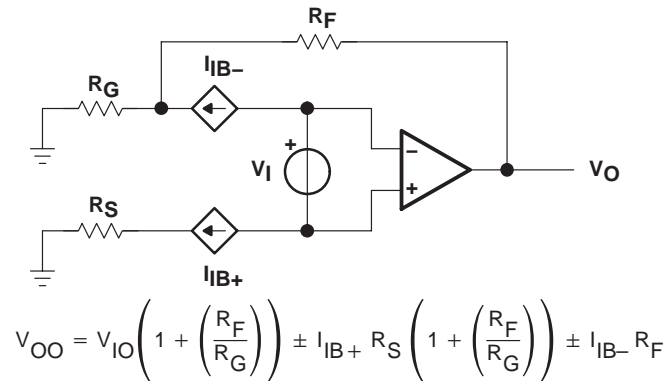 RF
IIB–
RG
+
VI
–
+
VO
RS
IIB+
VOO = VIO(1 + (RF/RG)) ± IIB+ RS (1 + (RF/RG)) ± IIB– RF